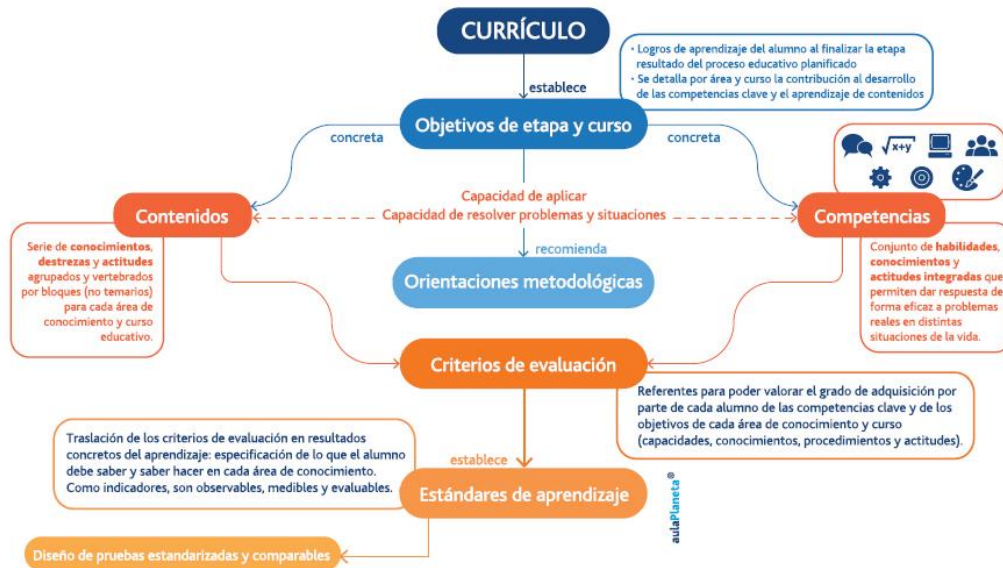 CURRÍCULO
• Logros de aprendizaje del alumno al finalizar la etapa
resultado del proceso educativo planificado
• Se detalla por área y curso la contribución al desarrollo
de las competencias clave y el aprendizaje de contenidos
establece
Objetivos de etapa y curso
concreta
concreta
√x+y
Capacidad de aplicar
Capacidad de resolver problemas y situaciones
Contenidos
Competencias
Serie de conocimientos,
destrezas y actitudes
agrupados y vertebrados
por bloques (no temarios)
para cada área de
conocimiento y curso
educativo.
recomienda
Orientaciones metodológicas
Conjunto de habilidades,
conocimientos y
actitudes integradas que
permiten dar respuesta de
forma eficaz a problemas
reales en distintas
situaciones de la vida.
Criterios de evaluación
Referentes para poder valorar el grado de adquisición por
parte de cada alumno de las competencias clave y de los
objetivos de cada área de conocimiento y curso
(capacidades, conocimientos, procedimientos y actitudes).
Traslación de los criterios de evaluación en resultados
concretos del aprendizaje: especificación de lo que el alumno
debe saber y saber hacer en cada área de conocimiento.
Como indicadores, son observables, medibles y evaluables.
establece
Estándares de aprendizaje
aulaPlaneta®
Diseño de pruebas estandarizadas y comparables